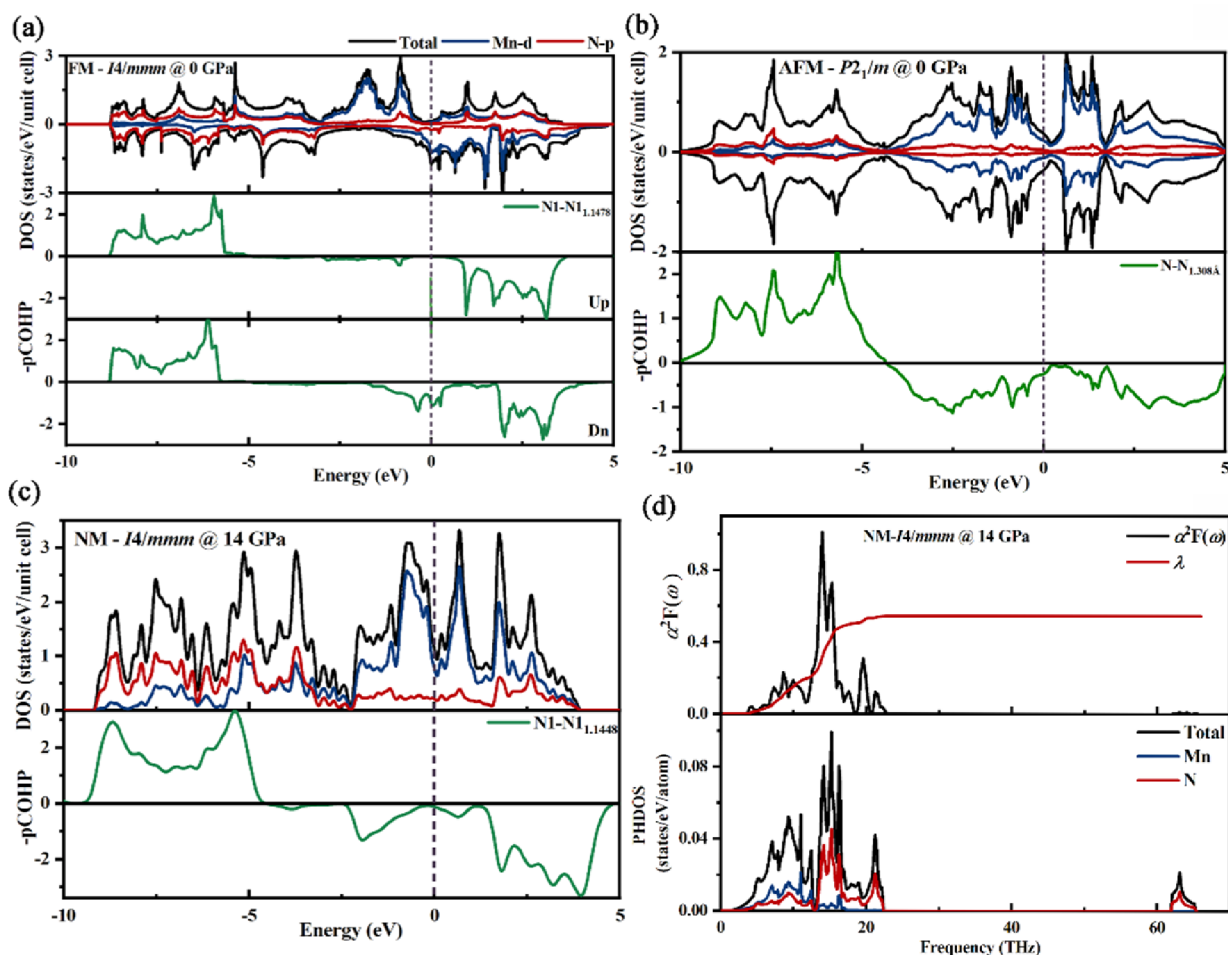 (a)
Total Mn-d N-p
FM - I4/mmm @ 0 GPa
DOS (states/eV/unit cell)
3
0
-3
N1-N1₁.₁₄₇₈
2
0
-2
Up
-pCOHP
2
0
-2
Dn
-10 -5 0 5
Energy (eV)
(b)
AFM - P2₁/m @ 0 GPa
DOS (states/eV/unit cell)
2
0
-2
N-N₁.₃₀₈Å
-pCOHP
2
1
0
-1
-2
-10 -5 0 5
Energy (eV)
(c)
NM - I4/mmm @ 14 GPa
DOS (states/eV/unit cell)
3
2
1
0
N1-N1₁.₁₄₄₈
-pCOHP
2
0
-2
-10 -5 0 5
Energy (eV)
(d)
NM-I4/mmm @ 14 GPa
α²F(ω)
λ
α²F(ω)
0.8
0.4
0.0
Total
Mn
N
PHDOS
(states/eV/atom)
0.08
0.04
0.00
0 20 40 60
Frequency (THz)